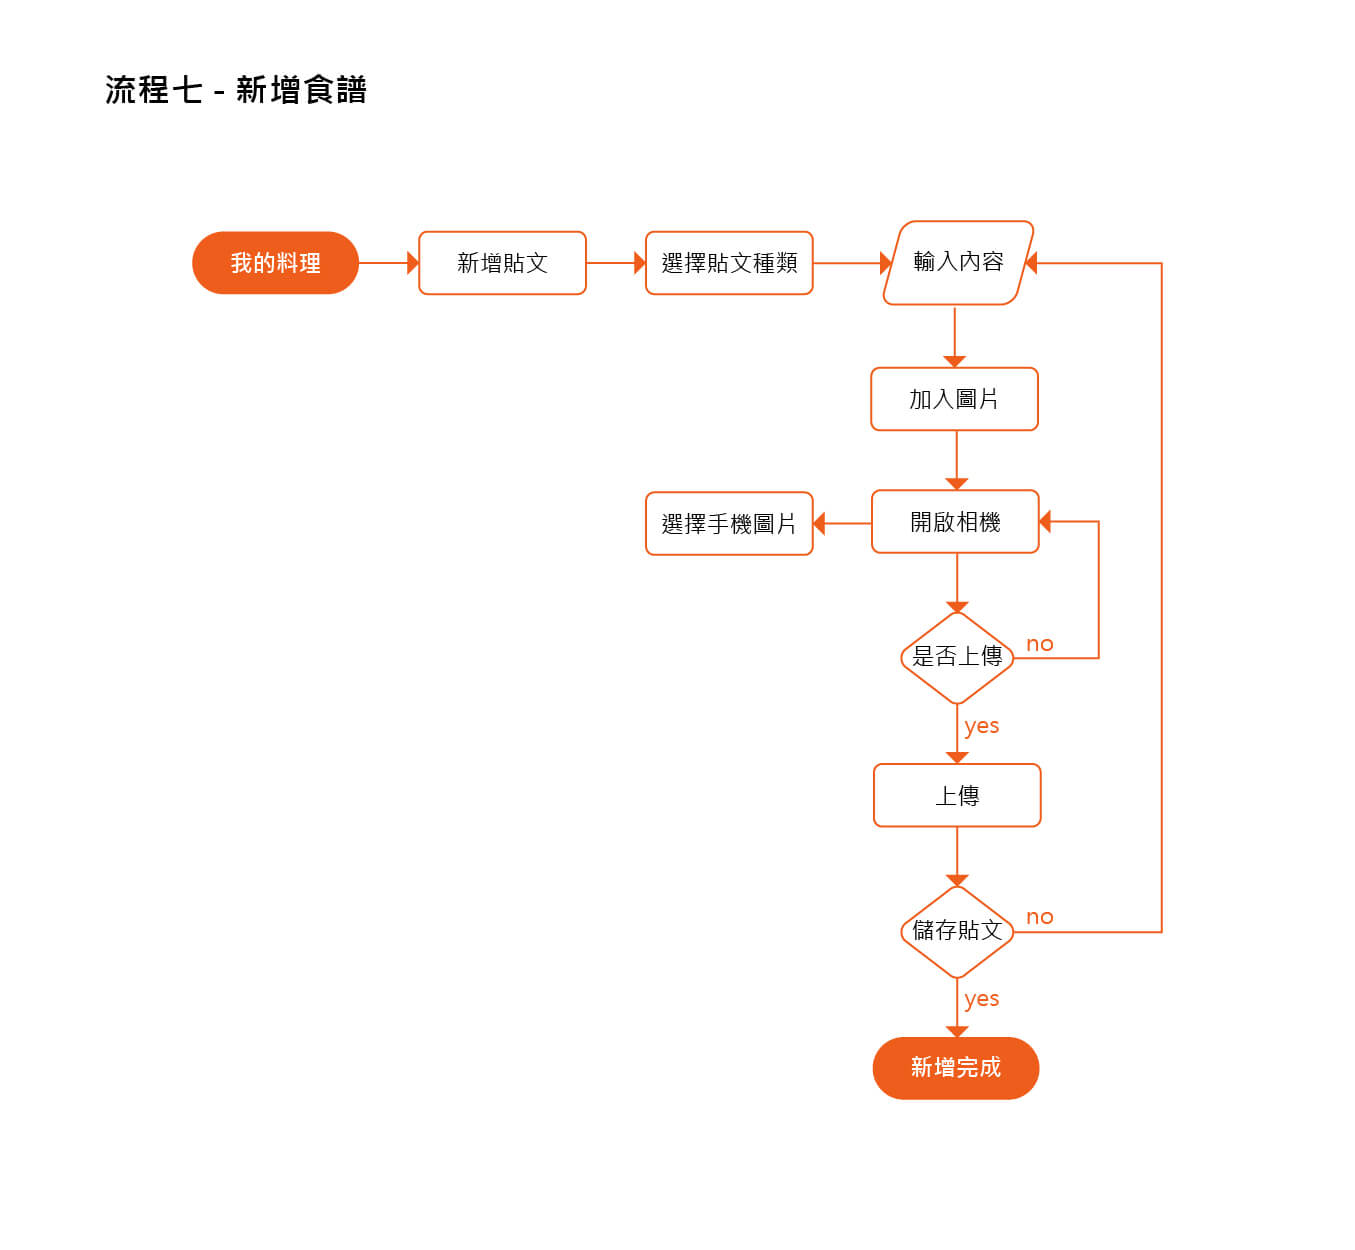 流程七 - 新增食譜
我的料理
新增貼文
選擇貼文種類
輸入內容
加入圖片
選擇手機圖片
開啟相機
是否上傳
no
yes
上傳
儲存貼文
no
yes
新增完成